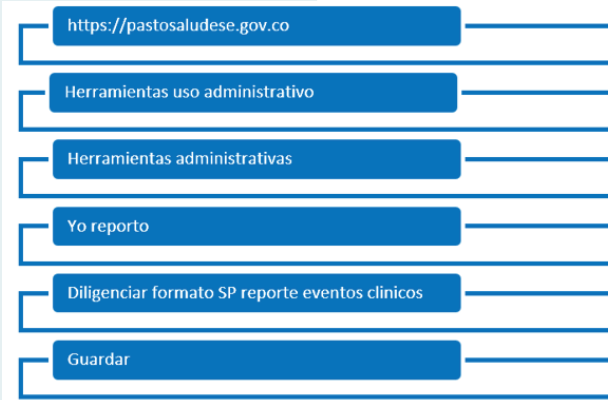 https://pastosaludese.gov.co
Herramientas uso administrativo
Herramientas administrativas
Yo reporto
Diligenciar formato SP reporte eventos clinicos
Guardar